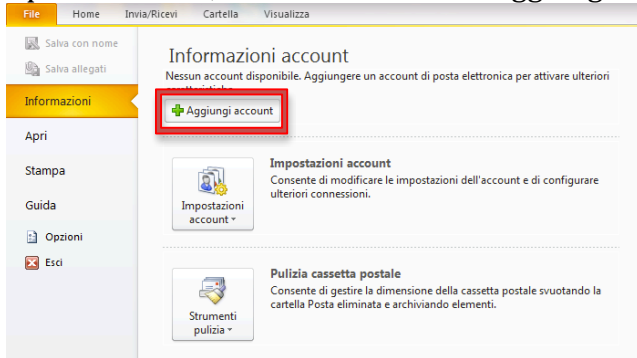 File Home Invia/Ricevi Cartella Visualizza
Salva con nome
Salva allegati
Informazioni
Apri
Stampa
Guida
Opzioni
Esci
Informazioni account
Nessun account disponibile. Aggiungere un account di posta elettronica per attivare ulteriori
Aggiungi account
Impostazioni account
Consente di modificare le impostazioni dell'account e di configurare
ulteriori connessioni.
Impostazioni
account
Pulizia cassetta postale
Consente di gestire la dimensione della cassetta postale svuotando la
cartella Posta eliminata e archiviando elementi.
Strumenti
pulizia